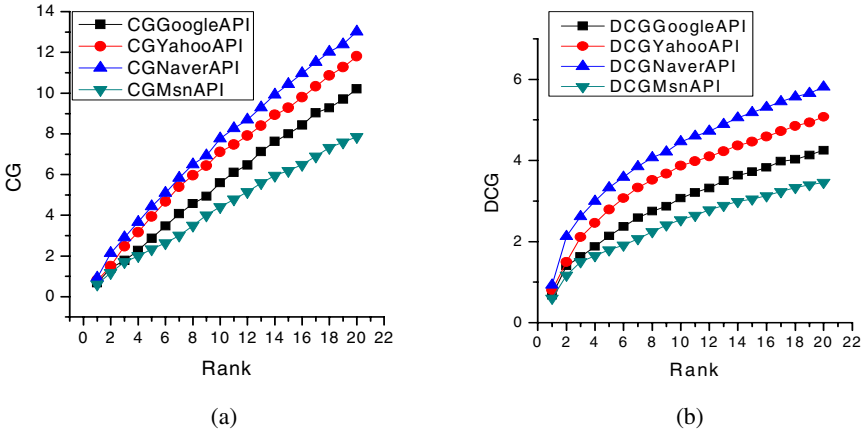 14
12
10
8
6
4
2
0
CG
CGGoogleAPI
CGYahooAPI
CGNaverAPI
CGMsnAPI
0 2 4 6 8 10 12 14 16 18 20 22
Rank
(a)
6
4
2
0
DCG
DCGGoogleAPI
DCGYahooAPI
DCGNaverAPI
DCGMsnAPI
0 2 4 6 8 10 12 14 16 18 20 22
Rank
(b)